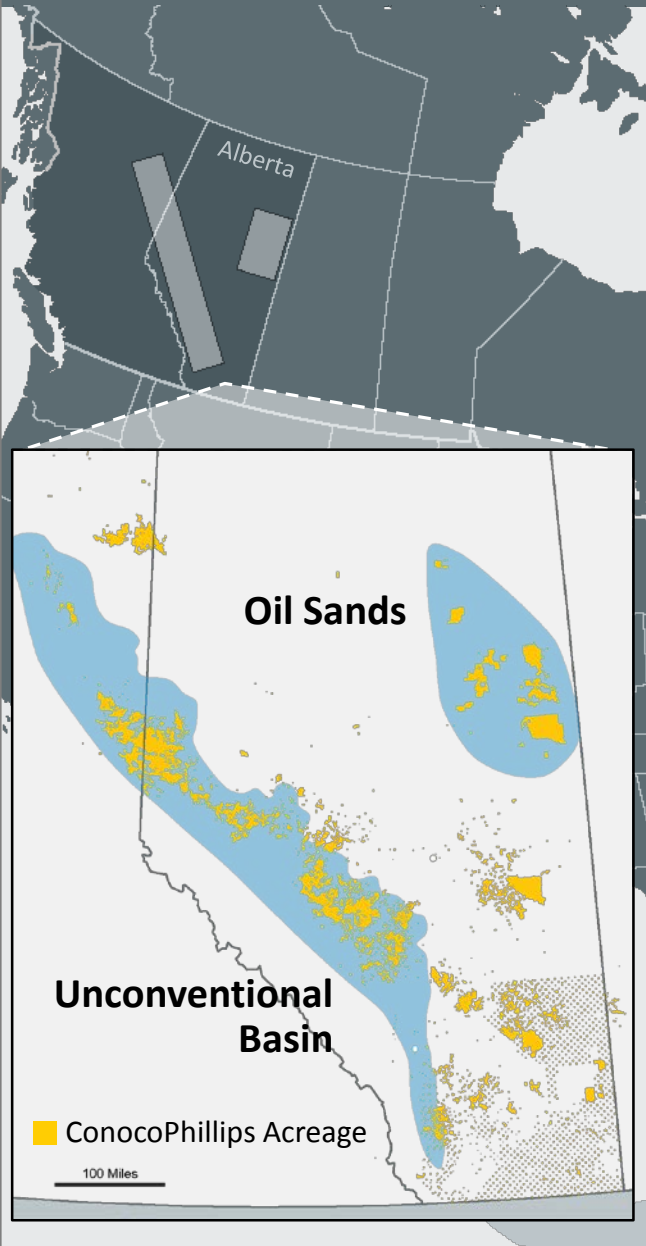 Alberta
Oil Sands
Unconventional
Basin
ConocoPhillips Acreage
100 Miles